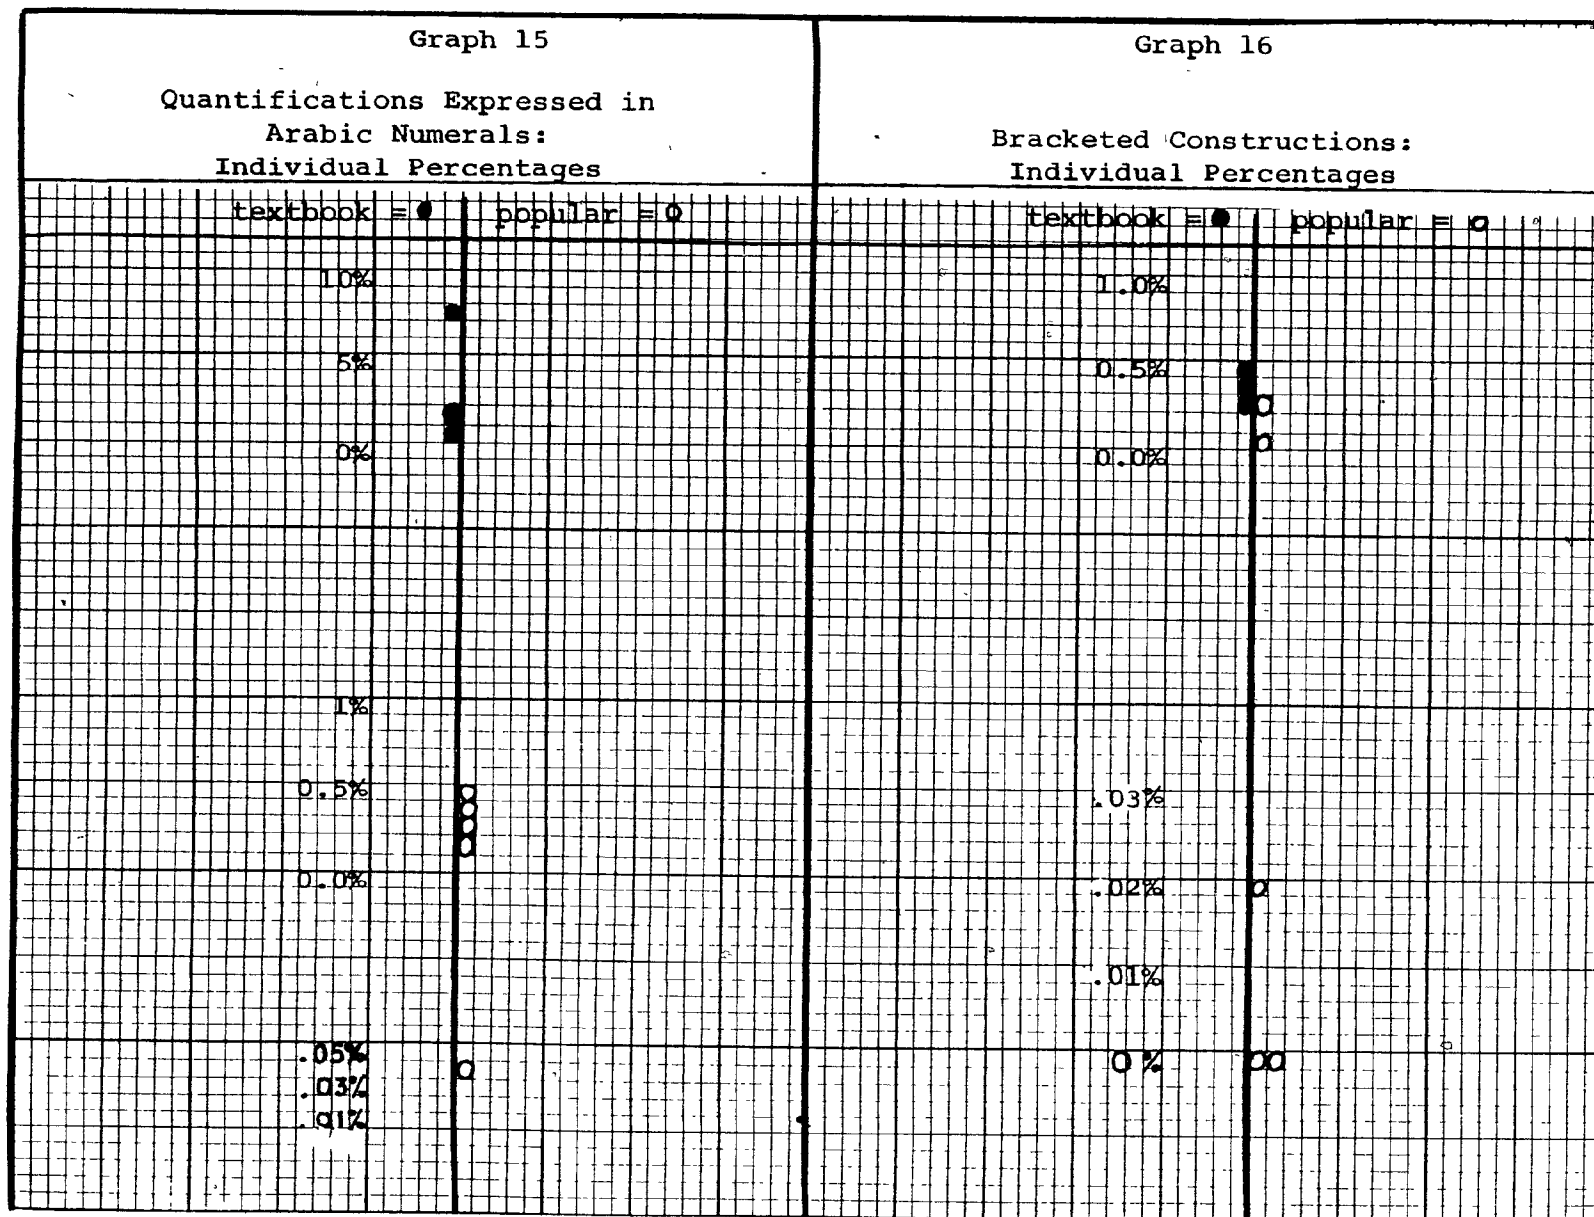 Graph 15
Quantifications Expressed in
Arabic Numerals:
Individual Percentages
textbook = ● popular = o
10%
5%
0%
1%
0.5%
0.0%
.05%
.03%
.01%
Graph 16
Bracketed Constructions:
Individual Percentages
textbook = ● popular = o
1.0%
0.5%
0.0%
.03%
.02%
.01%
0%